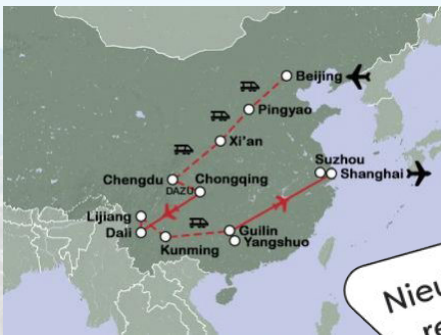 Beijing
Pingyao
Xi'an
Suzhou
Shanghai
Chengdu
DAZU
Chongqing
Lijiang
Dali
Guilin
Yangshuo
Kunming
Nieu
re